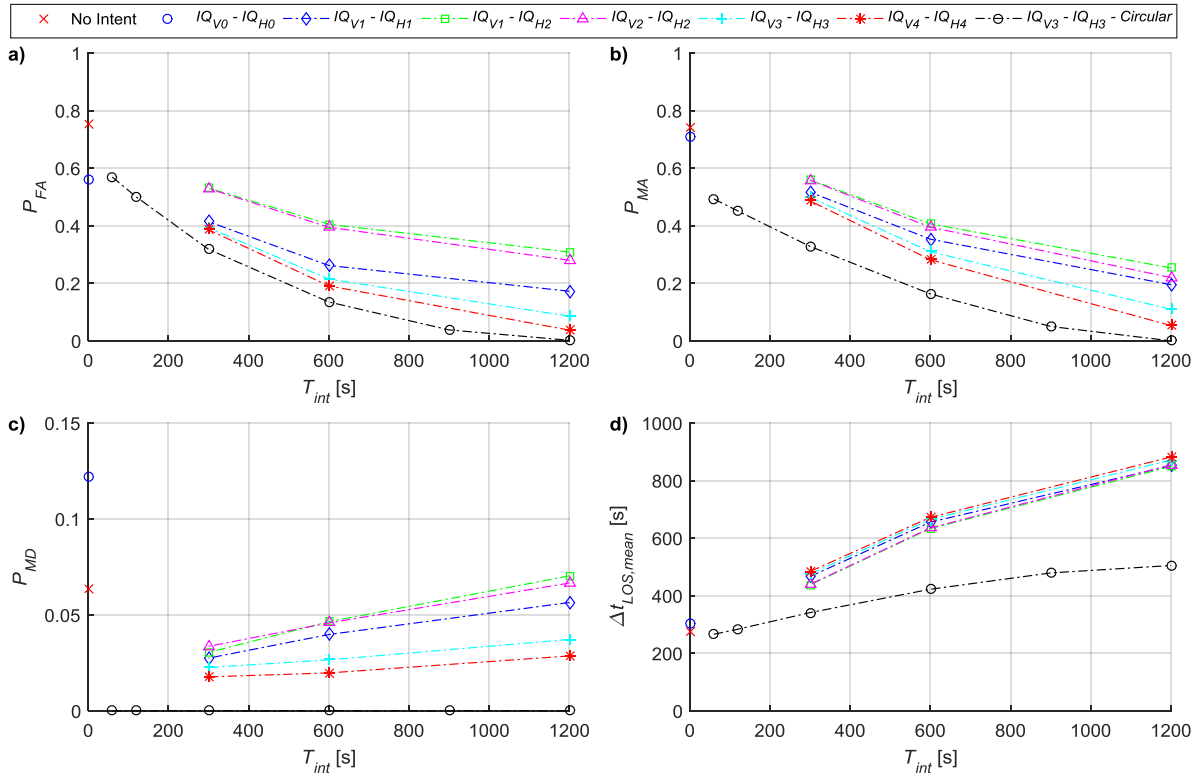 No Intent IQV0 - IQH0 IQV1 - IQH1 IQV1 - IQH2 IQV2 - IQH2 IQV3 - IQH3 IQV4 - IQH4 IQV3 - IQH3 - Circular
a)
1
0.8
0.6
0.4
0.2
0
PFA
0 200 400 600 800 1000 1200
Tint [s]
b)
1
0.8
0.6
0.4
0.2
0
PMA
0 200 400 600 800 1000 1200
Tint [s]
c)
0.15
0.1
0.05
0
PMD
0 200 400 600 800 1000 1200
Tint [s]
d)
1000
800
600
400
200
0
ΔtLOS,mean [s]
0 200 400 600 800 1000 1200
Tint [s]